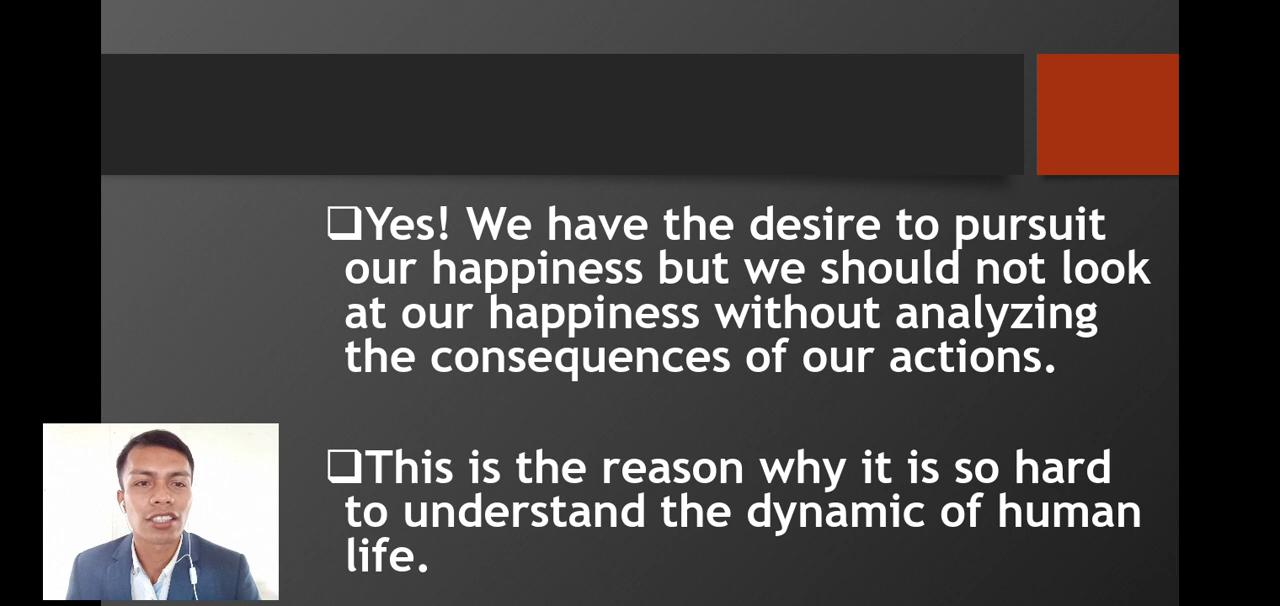 ❑Yes! We have the desire to pursuit
our happiness but we should not look
at our happiness without analyzing
the consequences of our actions.
❑This is the reason why it is so hard
to understand the dynamic of human
life.